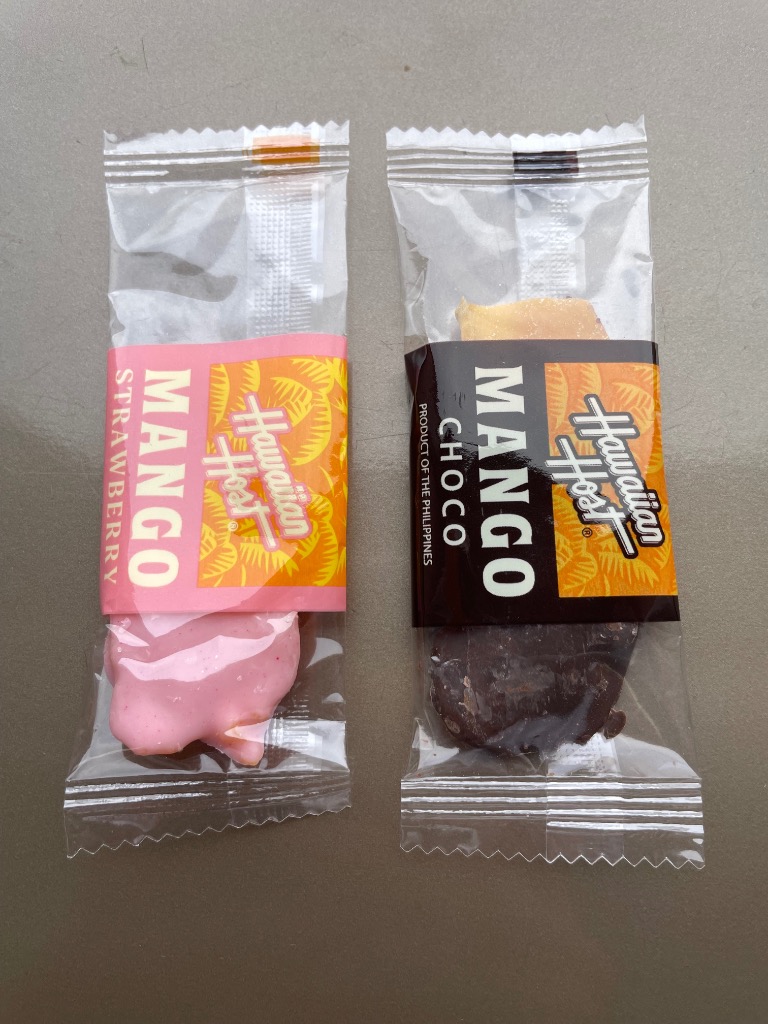 Hawaiian
Host®
MANGO
STRAWBERRY
Hawaiian
Host®
MANGO
CHOCO
PRODUCT OF THE PHILIPPINES